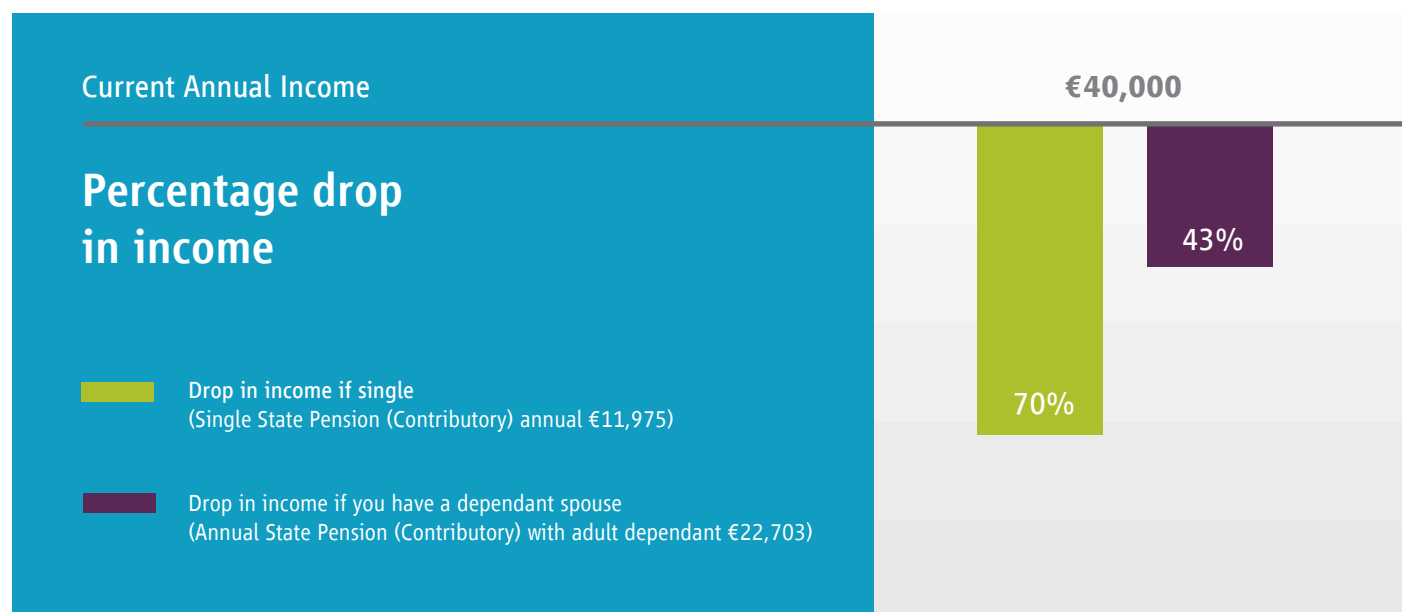 Current Annual Income
€40,000
Percentage drop
in income
43%
70%
Drop in income if single
(Single State Pension (Contributory) annual €11,975)
Drop in income if you have a dependant spouse
(Annual State Pension (Contributory) with adult dependant €22,703)